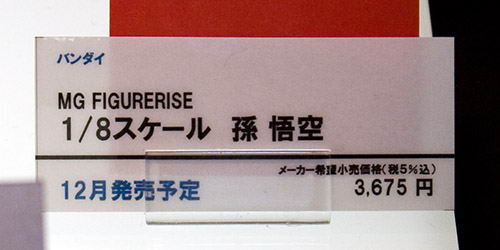 バンダイ
MG FIGURERISE
1/8スケール 孫 悟空
メーカー希望小売価格(税5%込)
12月発売予定 3,675 円